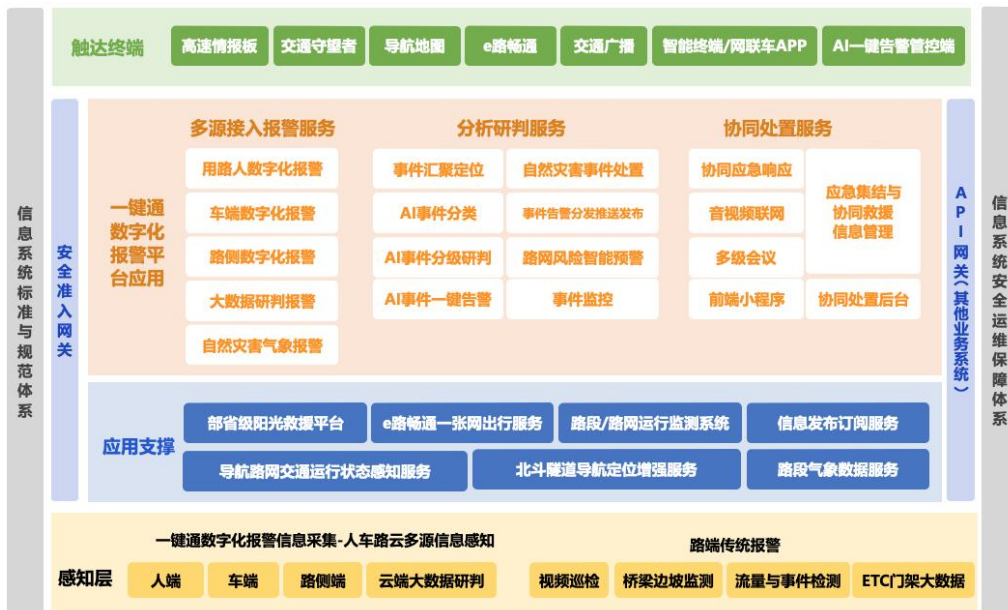 触达终端
高速情报板
交通守望者
导航地图
e路畅通
交通广播
智能终端/网联车APP
AI一键告警管控端
信息系统标准与规范体系
安全准入网关
一键通
数字化
报警平
台应用
多源接入报警服务
用路人数字化报警
车端数字化报警
路侧数字化报警
大数据研判报警
自然灾害气象报警
分析研判服务
事件汇聚定位
自然灾害事件处置
AI事件分类
事件告警分发推送发布
AI事件分级研判
路网风险智能预警
AI事件一键告警
事件监控
协同处置服务
协同应急响应
音视频联网
多级会议
前端小程序
应急集结与
协同救援
信息管理
协同处置后台
API网关(其他业务系统)
信息系统安全运维保障体系
应用支撑
部省级阳光救援平台
e路畅通一张网出行服务
路段/路网运行监测系统
信息发布订阅服务
导航路网交通运行状态感知服务
北斗隧道导航定位增强服务
路段气象数据服务
感知层
一键通数字化报警信息采集-人车路云多源信息感知
人端
车端
路侧端
云端大数据研判
路端传统报警
视频巡检
桥梁边坡监测
流量与事件检测
ETC门架大数据